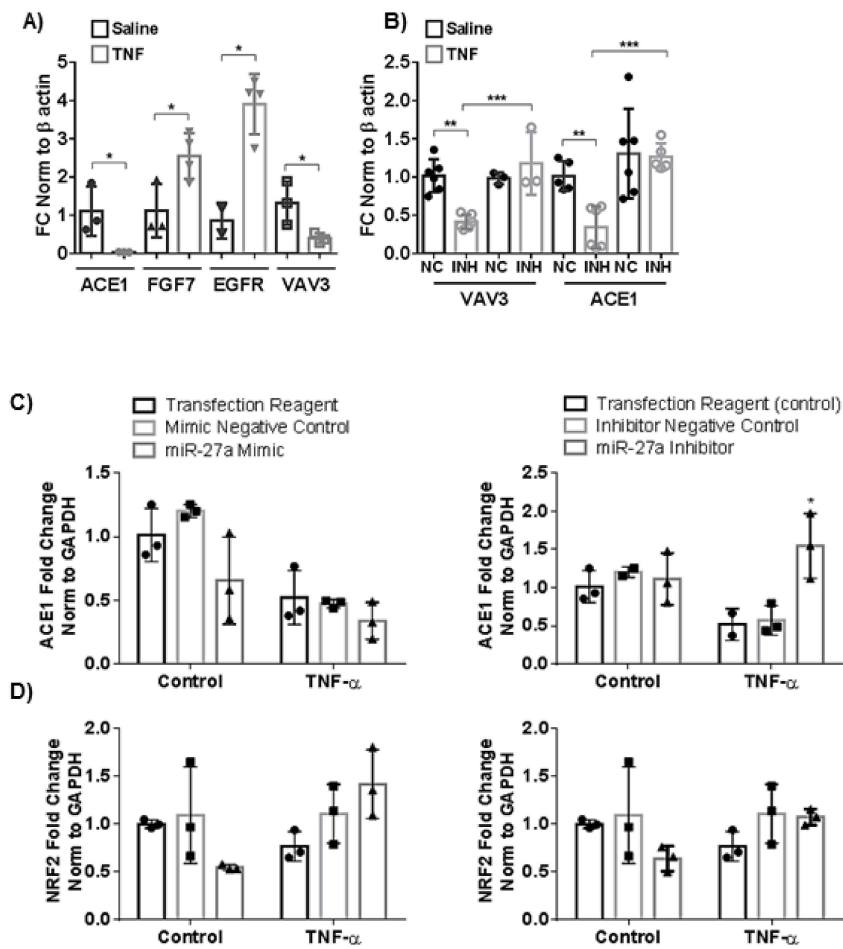 A)
Saline
TNF
FC Norm to β actin
5
4
3
2
1
0
*
*
*
*
ACE1 FGF7 EGFR VAV3
B)
Saline
TNF
FC Norm to β actin
2.5
2.0
1.5
1.0
0.5
0.0
**
***
**
***
NC INH NC INH NC INH NC INH
VAV3 ACE1
C)
Transfection Reagent
Mimic Negative Control
miR-27a Mimic
ACE1 Fold Change
Norm to GAPDH
1.5
1.0
0.5
0.0
Control TNF-α
Transfection Reagent (control)
Inhibitor Negative Control
miR-27a Inhibitor
ACE1 Fold Change
Norm to GAPDH
2.5
2.0
1.5
1.0
0.5
0.0
*
Control TNF-α
D)
NRF2 Fold Change
Norm to GAPDH
2.0
1.5
1.0
0.5
0.0
Control TNF-α
NRF2 Fold Change
Norm to GAPDH
2.0
1.5
1.0
0.5
0.0
Control TNF-α